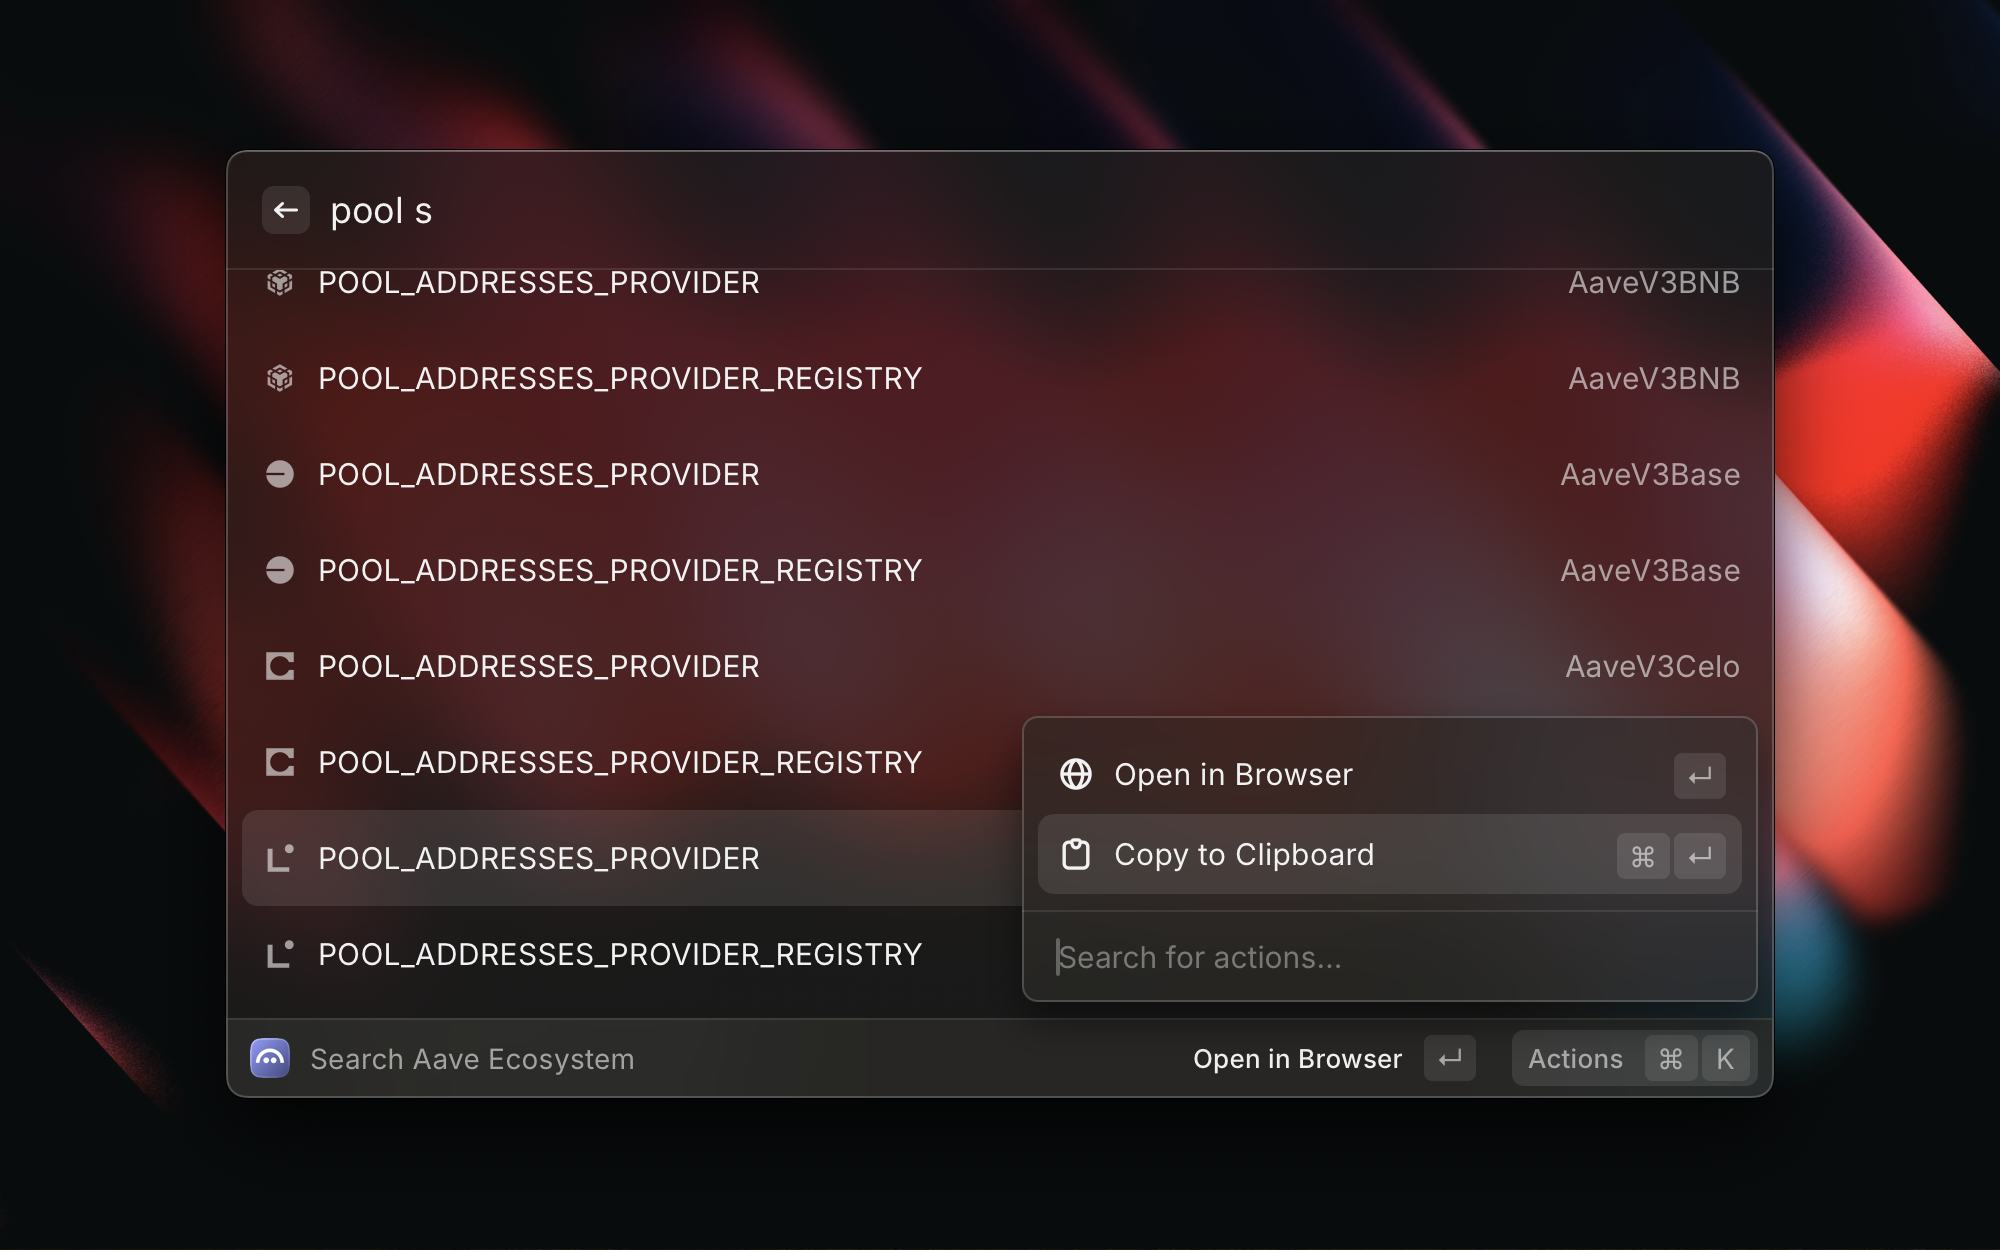 pool s
POOL_ADDRESSES_PROVIDER AaveV3BNB
POOL_ADDRESSES_PROVIDER_REGISTRY AaveV3BNB
POOL_ADDRESSES_PROVIDER AaveV3Base
POOL_ADDRESSES_PROVIDER_REGISTRY AaveV3Base
POOL_ADDRESSES_PROVIDER AaveV3Celo
POOL_ADDRESSES_PROVIDER_REGISTRY
POOL_ADDRESSES_PROVIDER
POOL_ADDRESSES_PROVIDER_REGISTRY
Open in Browser ↵
Copy to Clipboard ⌘ ↵
Search for actions...
Search Aave Ecosystem Open in Browser ↵ Actions ⌘ K